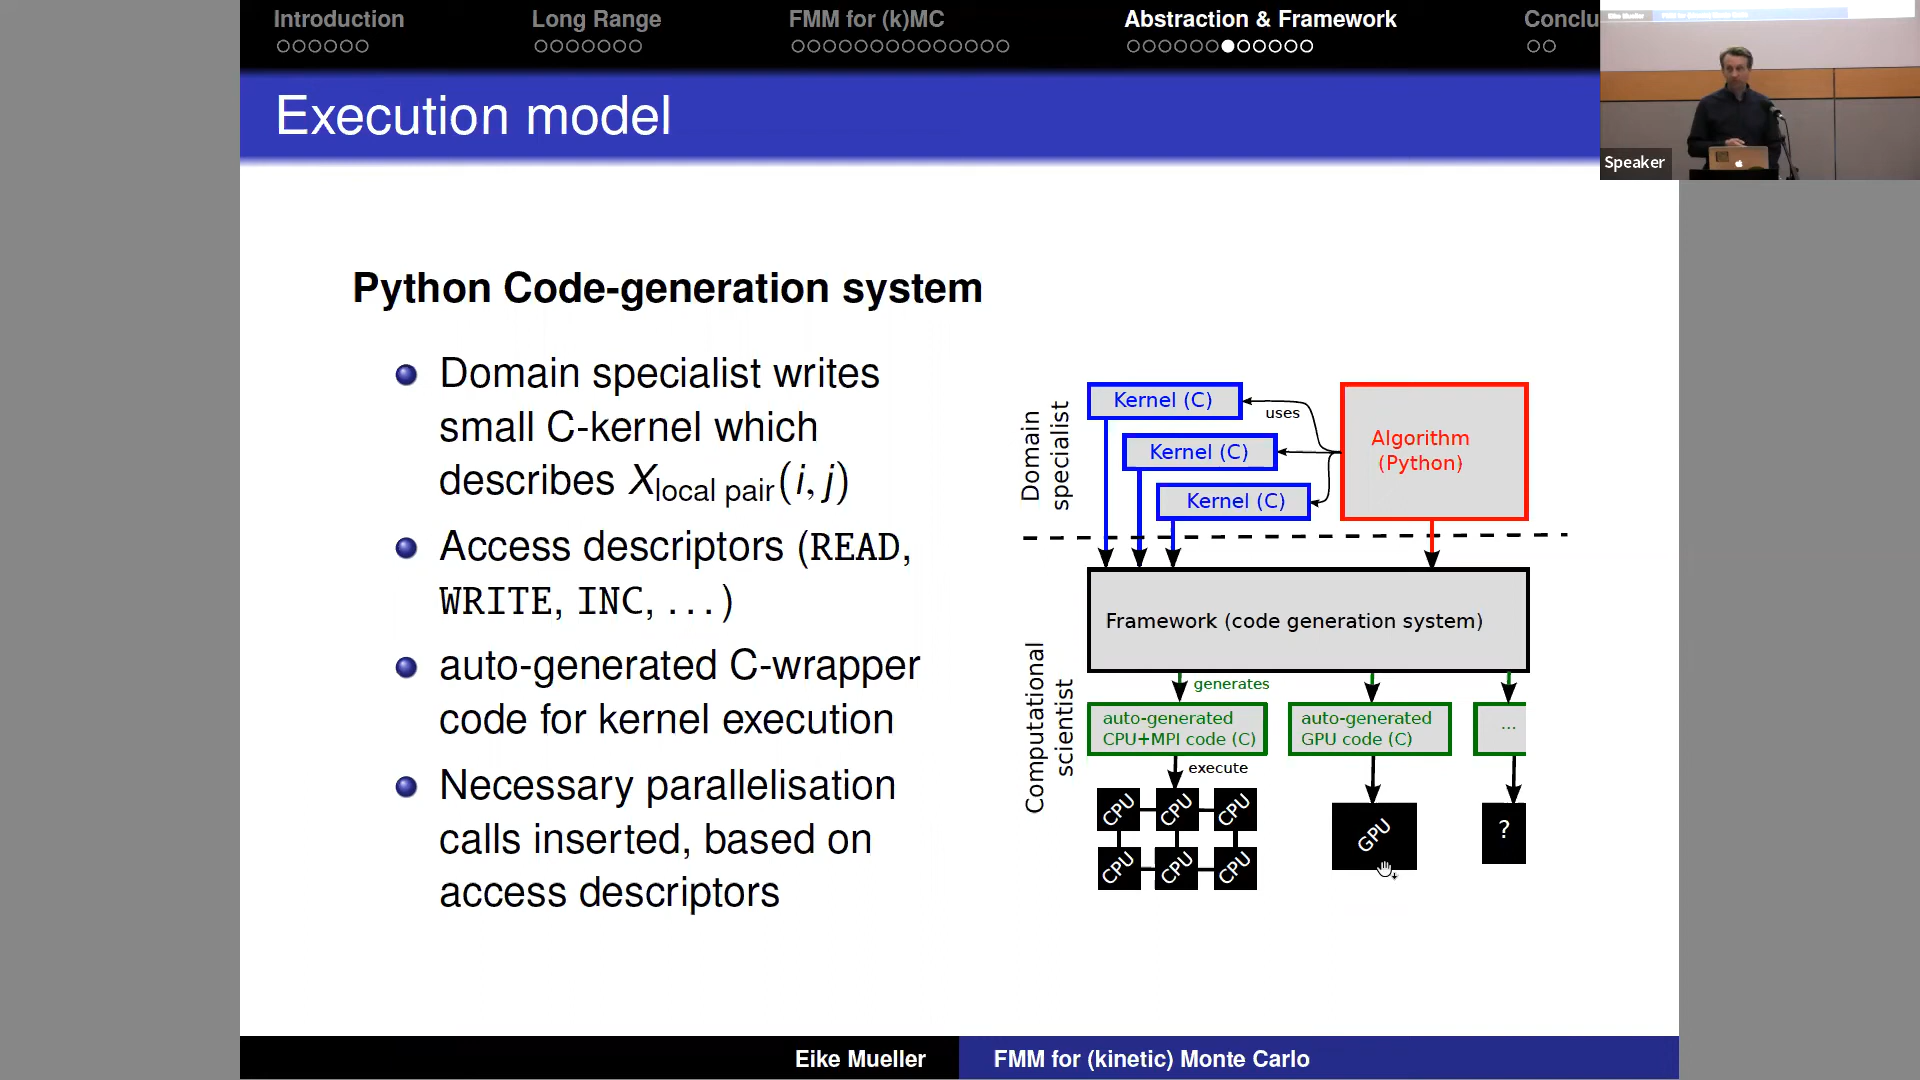 Introduction
Long Range
FMM for (k)MC
Abstraction & Framework
Conclu
Execution model
Speaker
Python Code-generation system
Domain specialist writes
small C-kernel which
describes X_local pair(i, j)
Access descriptors (READ,
WRITE, INC, ...)
auto-generated C-wrapper
code for kernel execution
Necessary parallelisation
calls inserted, based on
access descriptors
Domain
specialist
Kernel (C)
Kernel (C)
Kernel (C)
uses
Algorithm
(Python)
Computational
scientist
Framework (code generation system)
generates
auto-generated
CPU+MPI code (C)
auto-generated
GPU code (C)
...
execute
CPU CPU CPU
CPU CPU CPU
GPU
?
Eike Mueller
FMM for (kinetic) Monte Carlo